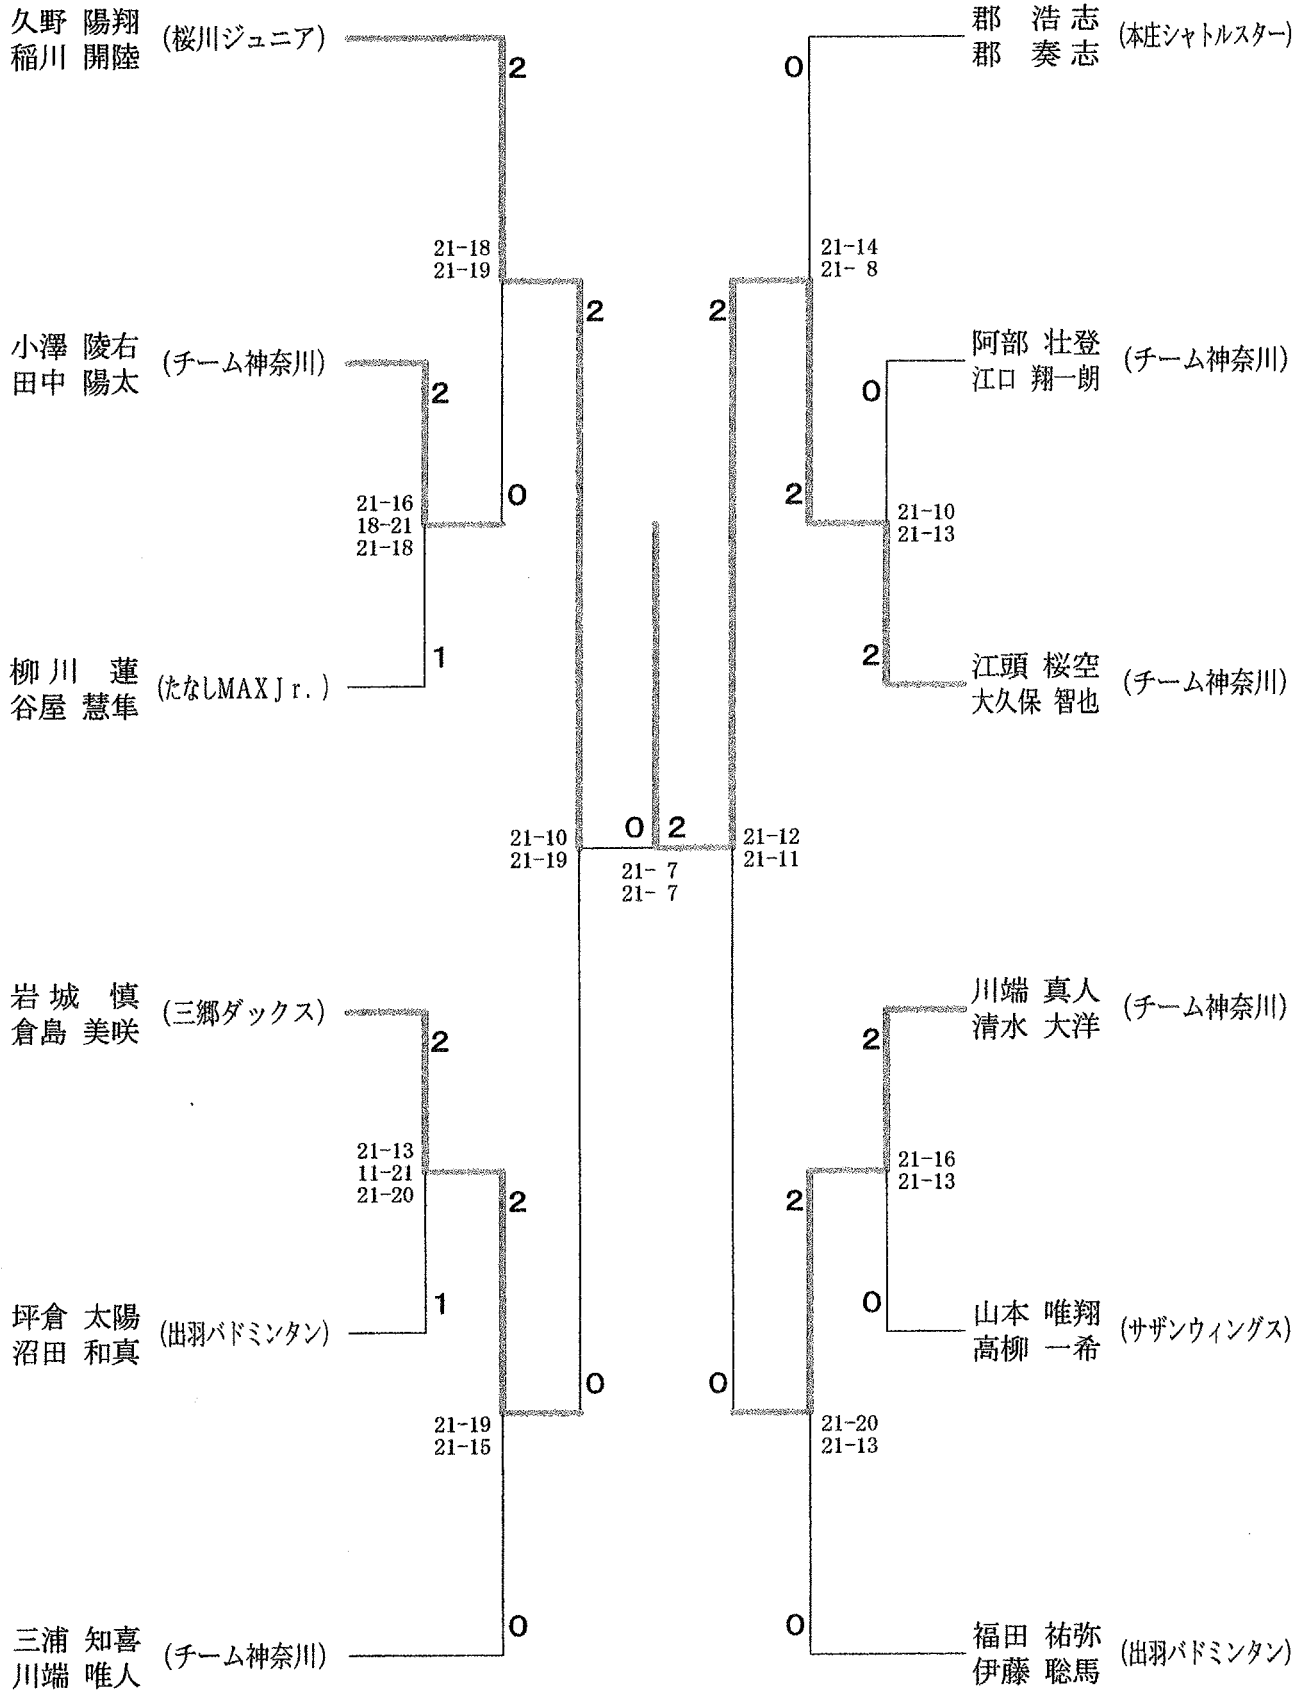 久野 陽翔
稲川 開陸
(桜川ジュニア)
2
21-18
21-19
2
小澤 陵右
田中 陽太
(チーム神奈川)
2
0
21-16
18-21
21-18
柳川 蓮
谷屋 慧隼
(たなしMAXJr.)
1
21-10
21-19
岩城 慎
倉島 美咲
(三郷ダックス)
2
21-13
11-21
21-20
2
坪倉 太陽
沼田 和真
(出羽バドミンタン)
1
0
21-19
21-15
三浦 知喜
川端 唯人
(チーム神奈川)
0
0 2
21- 7
21- 7
郡 浩志
郡 奏志
(本庄シャトルスター)
0
21-14
21- 8
2
阿部 壮登
江口 翔一朗
(チーム神奈川)
0
2
21-10
21-13
江頭 桜空
大久保 智也
(チーム神奈川)
2
21-12
21-11
川端 真人
清水 大洋
(チーム神奈川)
2
21-16
21-13
2
山本 唯翔
高柳 一希
(サザンウィングス)
0
0
21-20
21-13
福田 祐弥
伊藤 聡馬
(出羽バドミンタン)
0